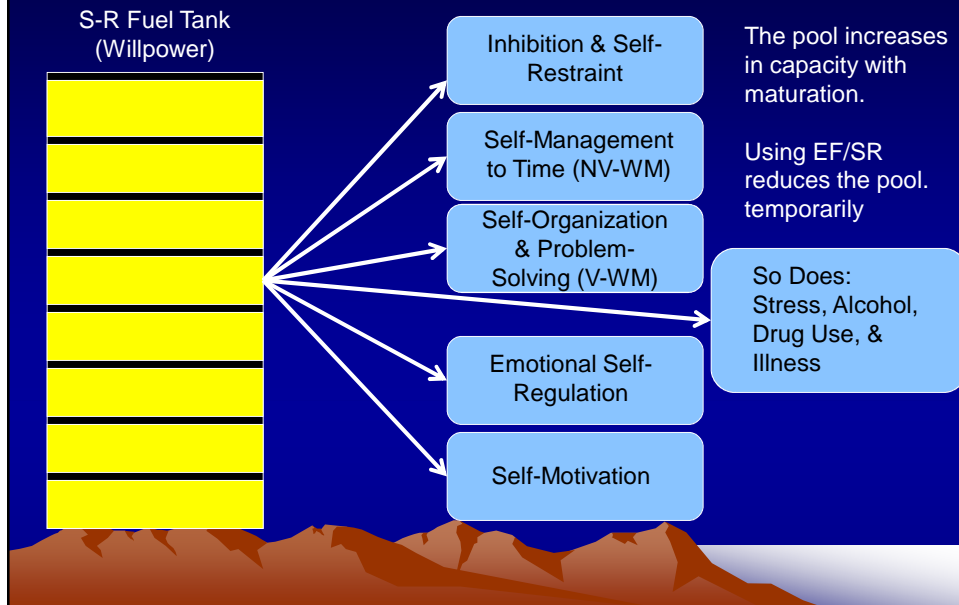 S-R Fuel Tank
(Willpower)
Inhibition & Self-
Restraint
Self-Management
to Time (NV-WM)
Self-Organization
& Problem-
Solving (V-WM)
Emotional Self-
Regulation
Self-Motivation
The pool increases
in capacity with
maturation.
Using EF/SR
reduces the pool.
temporarily
So Does:
Stress, Alcohol,
Drug Use, &
Illness